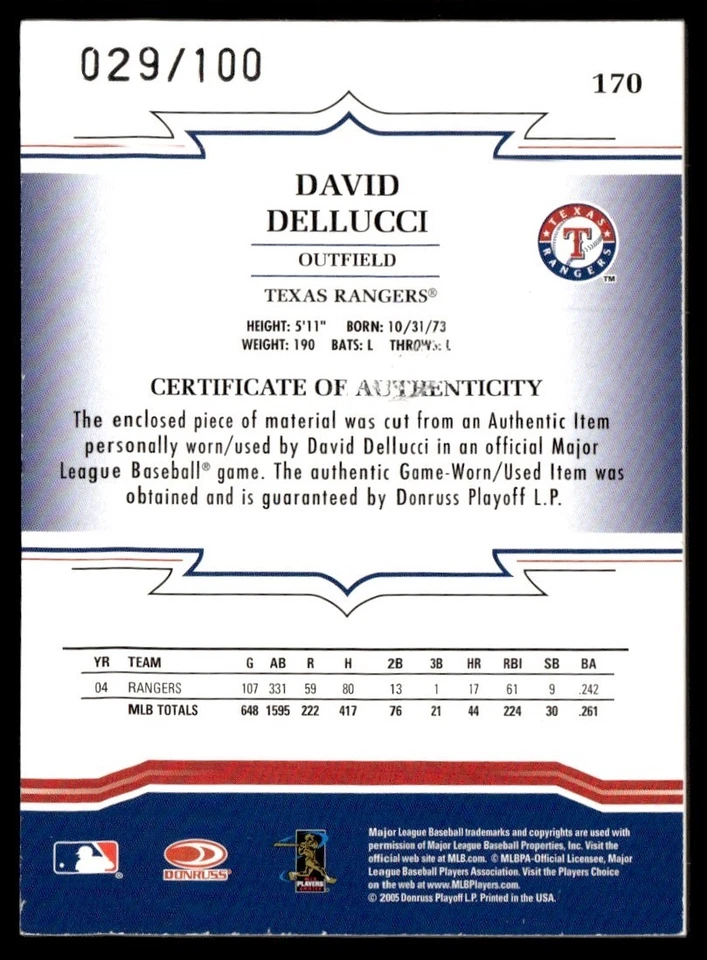 029/100
170
DAVID
DELLUCCI
OUTFIELD
TEXAS RANGERS®
TEXAS
T
RANGERS
TM
HEIGHT: 5'11" BORN: 10/31/73
WEIGHT: 190 BATS: L THROWS: L
CERTIFICATE OF AUTHENTICITY
The enclosed piece of material was cut from an Authentic Item
personally worn/used by David Dellucci in an official Major
League Baseball® game. The authentic Game-Worn/Used Item was
obtained and is guaranteed by Donruss Playoff L.P.
YR TEAM G AB R H 2B 3B HR RBI SB BA
04 RANGERS 107 331 59 80 13 1 17 61 9 .242
MLB TOTALS 648 1595 222 417 76 21 44 224 30 .261
DONRUSS
PLAYERS
Major League Baseball trademarks and copyrights are used with
permission of Major League Baseball Properties, Inc. Visit the
official web site at MLB.com. © MLBPA-Official Licensee, Major
League Baseball Players Association. Visit the Players Choice
on the web at www.MLBPlayers.com.
© 2005 Donruss Playoff L.P. Printed in the USA.